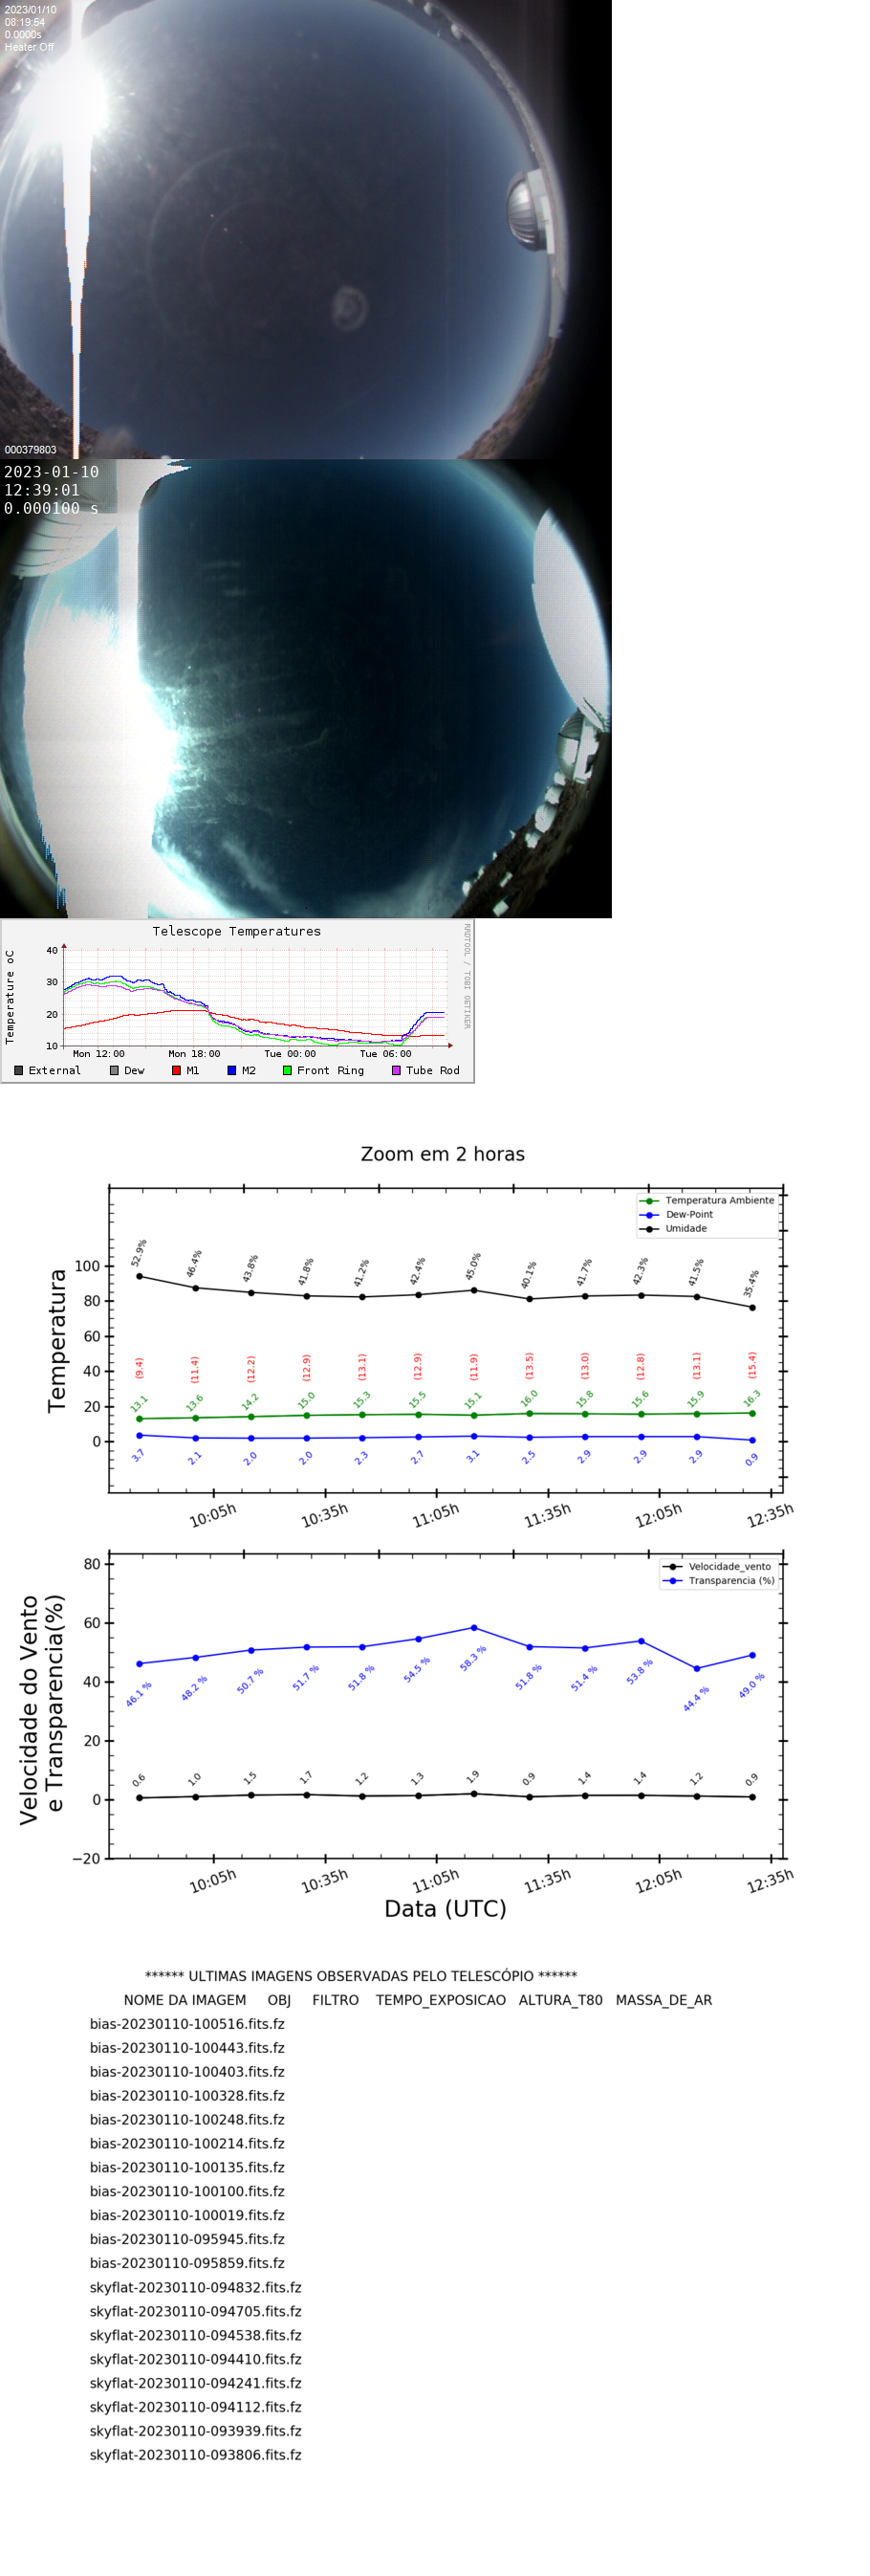 2023/01/10
08:19:54
0.0000s
Heater Off
000379803
2023-01-10
12:39:01
0.000100 s
Telescope Temperatures
RRDTOOL / TOBI OETIKER
Temperature oC
40
30
20
10
Mon 12:00 Mon 18:00 Tue 00:00 Tue 06:00
External Dew M1 M2 Front Ring Tube Rod
Zoom em 2 horas
Temperatura Ambiente
Dew-Point
Umidade
Temperatura
100
80
60
40
20
0
52.9% 46.4% 43.8% 41.8% 41.2% 42.4% 45.0% 40.1% 41.7% 42.3% 41.5% 35.4%
(9.4) (11.4) (12.2) (12.9) (13.1) (12.9) (11.9) (13.5) (13.0) (12.8) (13.1) (15.4)
13.1 13.6 14.2 15.0 15.3 15.5 15.1 16.0 15.8 15.6 15.9 16.3
3.7 2.1 2.0 2.0 2.3 2.7 3.1 2.5 2.9 2.9 2.9 0.9
10:05h 10:35h 11:05h 11:35h 12:05h 12:35h
Velocidade_vento
Transparencia (%)
Velocidade do Vento
e Transparencia(%)
80
60
40
20
0
−20
46.1 % 48.2 % 50.7 % 51.7 % 51.8 % 54.5 % 58.3 % 51.8 % 51.4 % 53.8 % 44.4 % 49.0 %
0.6 1.0 1.5 1.7 1.2 1.3 1.9 0.9 1.4 1.4 1.2 0.9
10:05h 10:35h 11:05h 11:35h 12:05h 12:35h
Data (UTC)
****** ULTIMAS IMAGENS OBSERVADAS PELO TELESCÓPIO ******
NOME DA IMAGEM OBJ FILTRO TEMPO_EXPOSICAO ALTURA_T80 MASSA_DE_AR
bias-20230110-100516.fits.fz
bias-20230110-100443.fits.fz
bias-20230110-100403.fits.fz
bias-20230110-100328.fits.fz
bias-20230110-100248.fits.fz
bias-20230110-100214.fits.fz
bias-20230110-100135.fits.fz
bias-20230110-100100.fits.fz
bias-20230110-100019.fits.fz
bias-20230110-095945.fits.fz
bias-20230110-095859.fits.fz
skyflat-20230110-094832.fits.fz
skyflat-20230110-094705.fits.fz
skyflat-20230110-094538.fits.fz
skyflat-20230110-094410.fits.fz
skyflat-20230110-094241.fits.fz
skyflat-20230110-094112.fits.fz
skyflat-20230110-093939.fits.fz
skyflat-20230110-093806.fits.fz